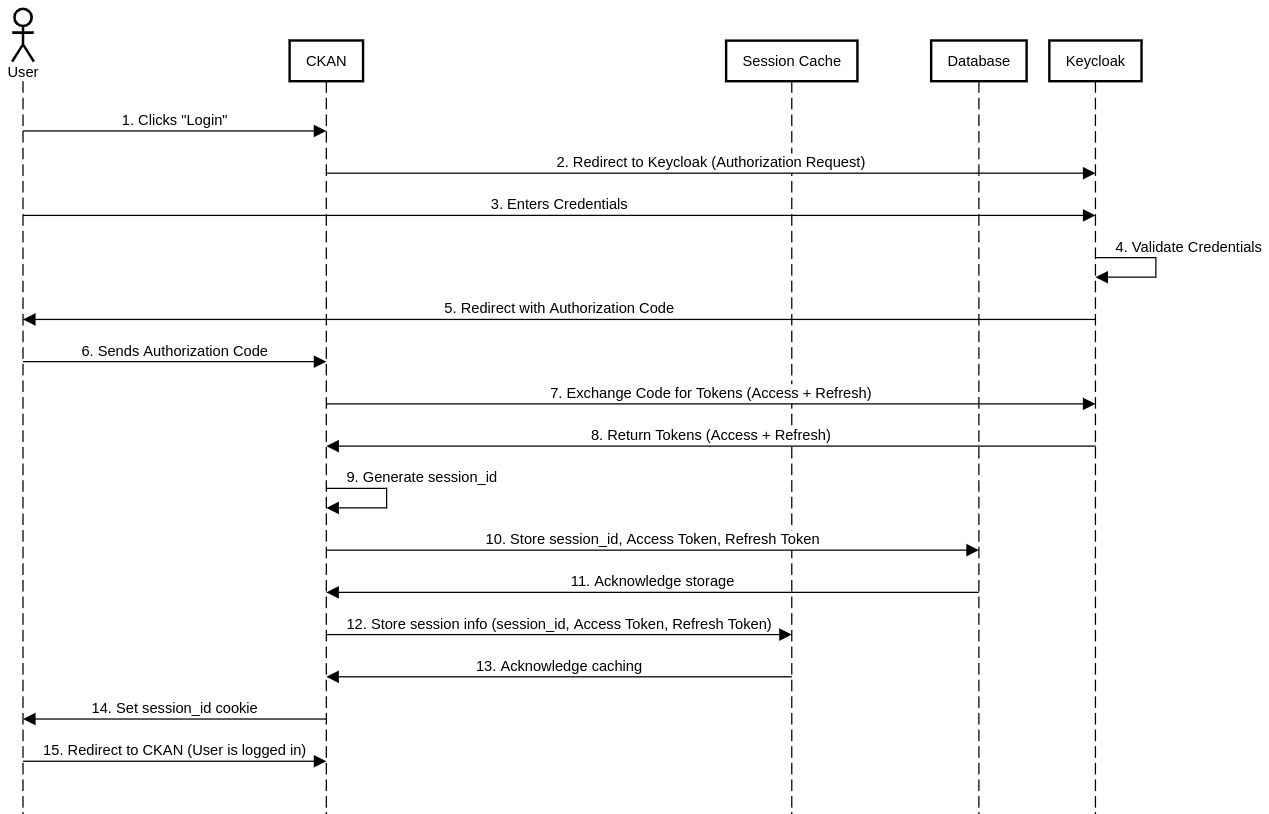 User
CKAN
Session Cache
Database
Keycloak
1. Clicks "Login"
2. Redirect to Keycloak (Authorization Request)
3. Enters Credentials
4. Validate Credentials
5. Redirect with Authorization Code
6. Sends Authorization Code
7. Exchange Code for Tokens (Access + Refresh)
8. Return Tokens (Access + Refresh)
9. Generate session_id
10. Store session_id, Access Token, Refresh Token
11. Acknowledge storage
12. Store session info (session_id, Access Token, Refresh Token)
13. Acknowledge caching
14. Set session_id cookie
15. Redirect to CKAN (User is logged in)